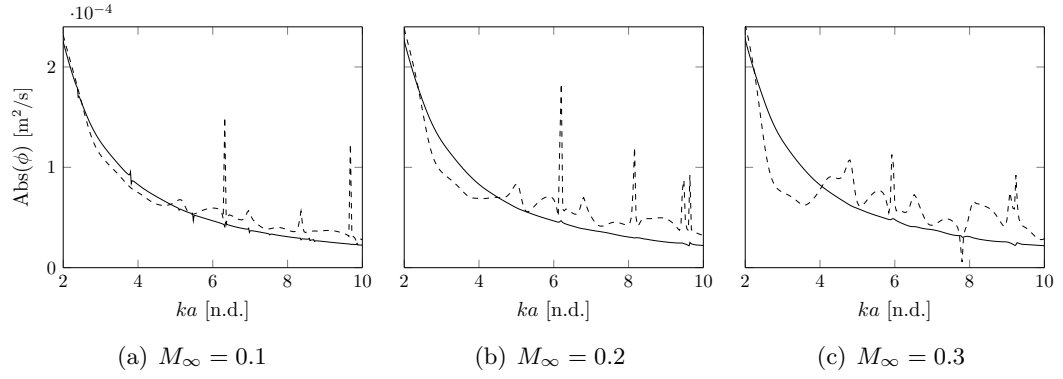 ·10⁻⁴
2
1
0
Abs(ϕ) [m²/s]
2 4 6 8 10
2 4 6 8 10
2 4 6 8 10
ka [n.d.]
ka [n.d.]
ka [n.d.]
(a) M∞ = 0.1
(b) M∞ = 0.2
(c) M∞ = 0.3